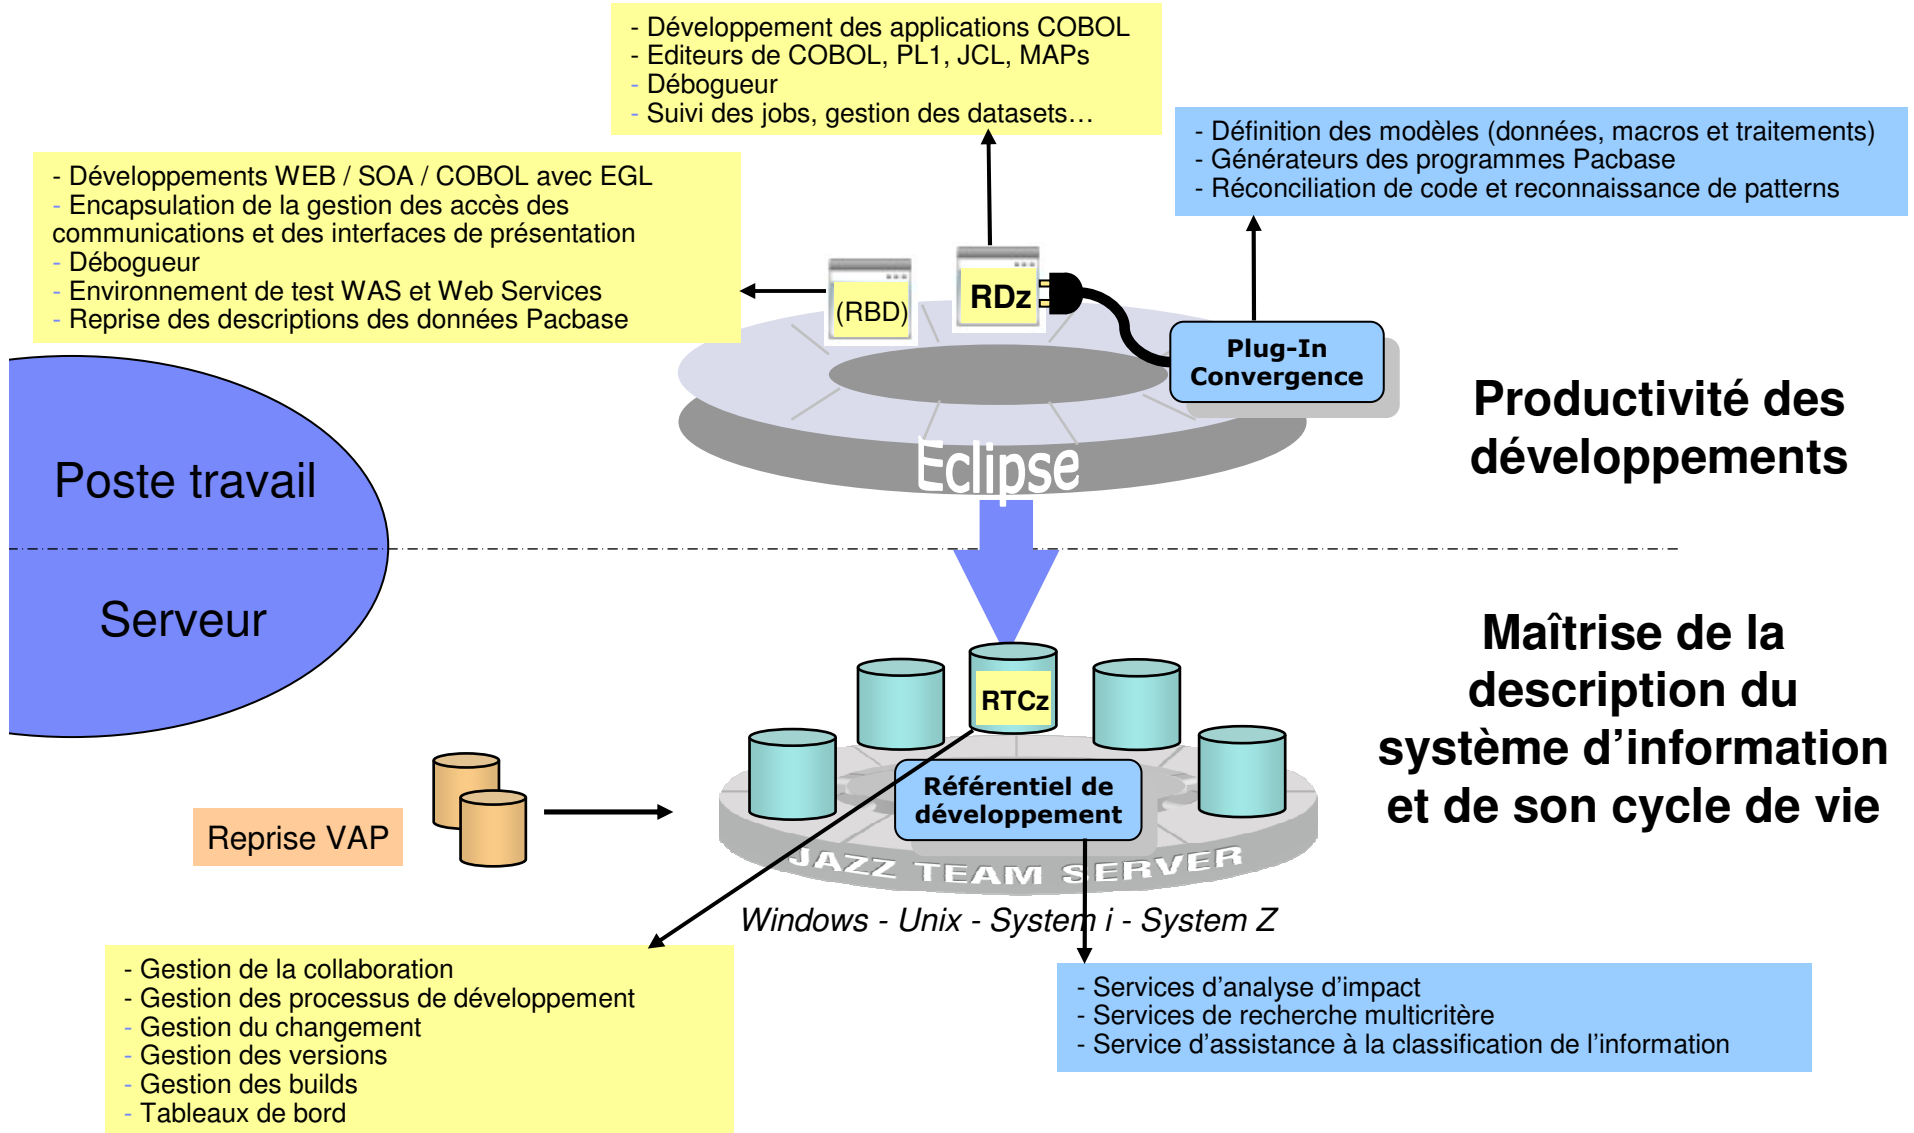 - Développement des applications COBOL
- Editeurs de COBOL, PL1, JCL, MAPs
- Débogueur
- Suivi des jobs, gestion des datasets…
- Définition des modèles (données, macros et traitements)
- Générateurs des programmes Pacbase
- Réconciliation de code et reconnaissance de patterns
- Développements WEB / SOA / COBOL avec EGL
- Encapsulation de la gestion des accès des
communications et des interfaces de présentation
- Débogueur
- Environnement de test WAS et Web Services
- Reprise des descriptions des données Pacbase
(RBD)
RDz
Plug-In
Convergence
Eclipse
Productivité des
développements
Poste travail
Serveur
Maîtrise de la
description du
système d’information
et de son cycle de vie
RTCz
Référentiel de
développement
JAZZ TEAM SERVER
Reprise VAP
Windows - Unix - System i - System Z
- Gestion de la collaboration
- Gestion des processus de développement
- Gestion du changement
- Gestion des versions
- Gestion des builds
- Tableaux de bord
- Services d’analyse d’impact
- Services de recherche multicritère
- Service d’assistance à la classification de l’information